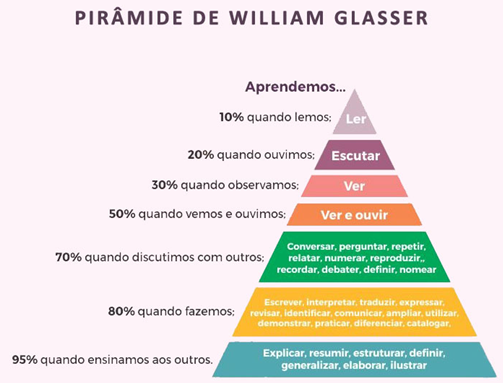 PIRÂMIDE DE WILLIAM GLASSER
Aprendemos...
10% quando lemos;
Ler
20% quando ouvimos;
Escutar
30% quando observamos;
Ver
50% quando vemos e ouvimos;
Ver e ouvir
70% quando discutimos com outros;
Conversar, perguntar, repetir,
relatar, numerar, reproduzir,,
recordar, debater, definir, nomear
80% quando fazemos;
Escrever, interpretar, traduzir, expressar,
revisar, identificar, comunicar, ampliar, utilizar,
demonstrar, praticar, diferenciar, catalogar,
95% quando ensinamos aos outros.
Explicar, resumir, estruturar, definir,
generalizar, elaborar, ilustrar